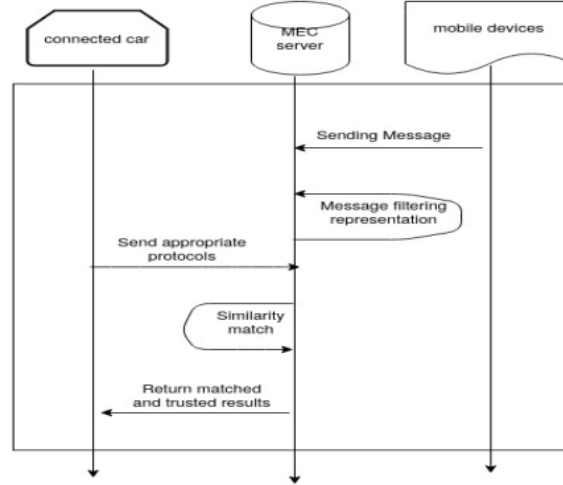 connected car
MEC
server
mobile devices
Sending Message
Message filtering
representation
Send appropriate
protocols
Similarity
match
Return matched
and trusted results